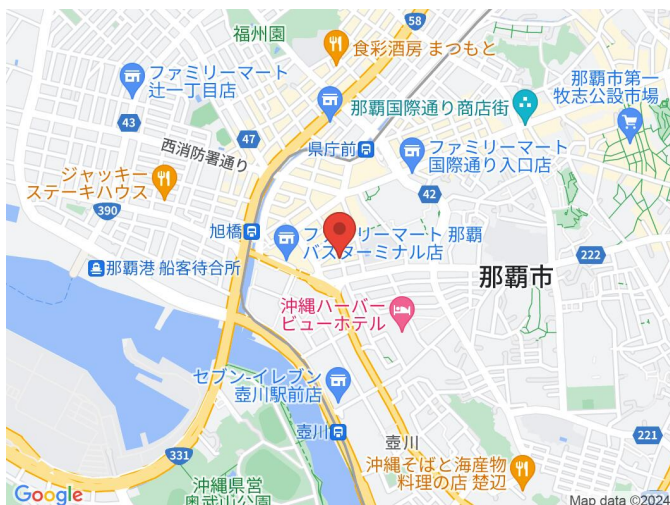 福州園
58
食彩酒房 まつもと
ファミリーマート
辻一丁目店
那覇市第一
牧志公設市場
43
那覇国際通り商店街
47
西消防署通り
県庁前
ファミリーマート
国際通り入口店
ジャッキー
ステーキハウス
42
390
旭橋
ファミリーマート 那覇
バスターミナル店
222
那覇港 船客待合所
那覇市
沖縄ハーバー
ビューホテル
セブン-イレブン
壺川駅前店
壺川
壺川
221
331
沖縄そばと海産物
料理の店 楚辺
沖縄県営
奥武山公園
Google
Map data ©2024